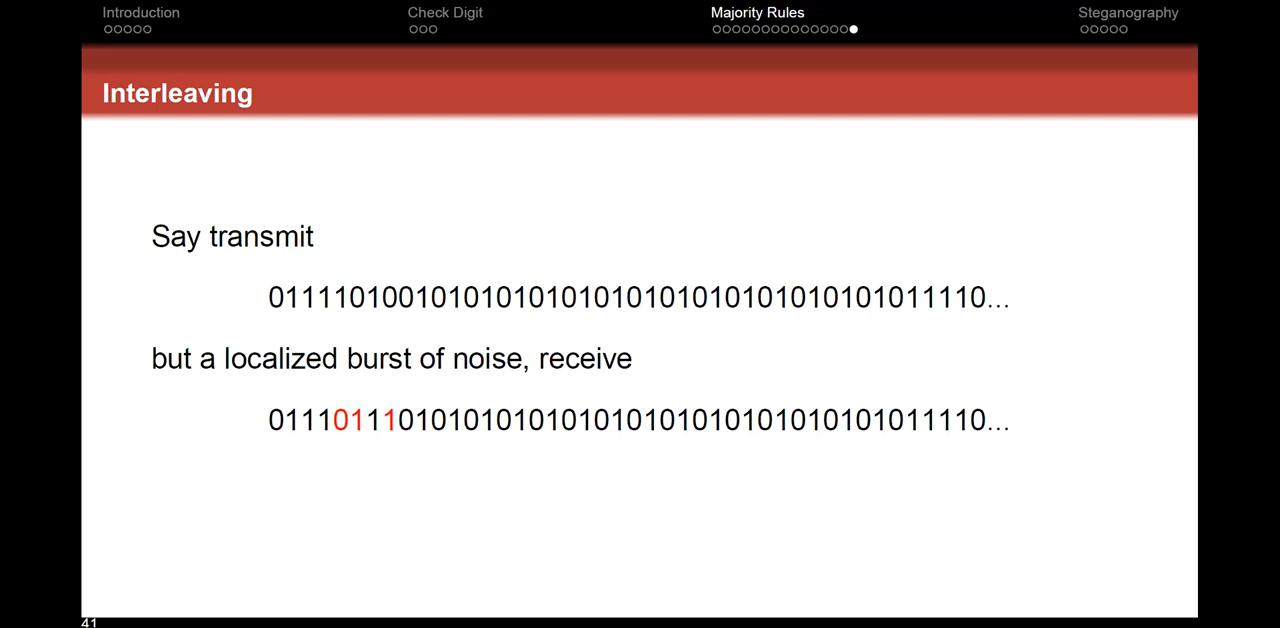 Introduction
Check Digit
Majority Rules
Steganography
Interleaving
Say transmit
01111010010101010101010101010101010101011110...
but a localized burst of noise, receive
01110111010101010101010101010101010101011110...
41